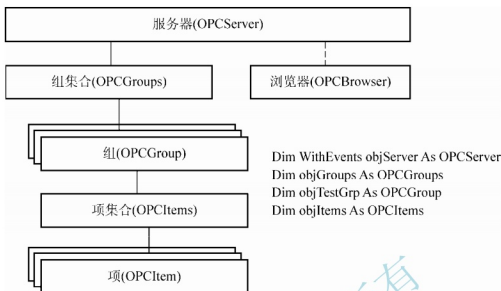 服务器(OPCServer)
组集合(OPCGroups)
浏览器(OPCBrowser)
组(OPCGroup)
Dim WithEvents objServer As OPCServer
Dim objGroups As OPCGroups
Dim objTestGrp As OPCGroup
Dim objItems As OPCItems
项集合(OPCItems)
项(OPCItem)
有